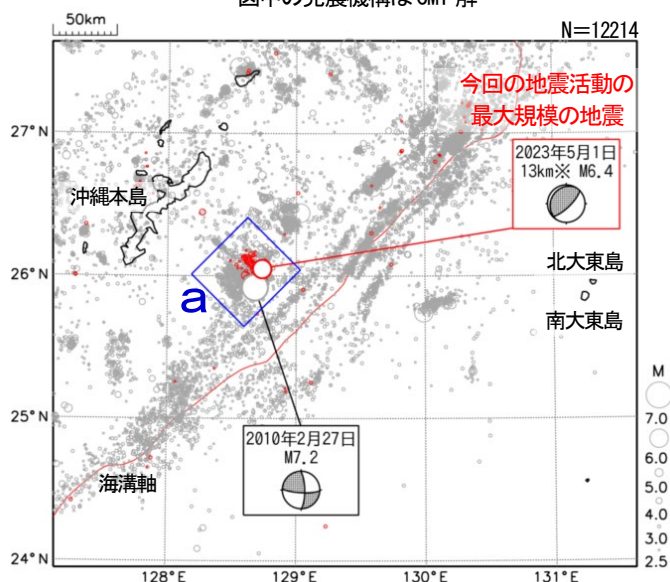 図中の発震機構は CMT 解
50km
N=12214
今回の地震活動の
最大規模の地震
2023年5月1日
13km※ M6.4
27°N
沖縄本島
北大東島
26°N
a
南大東島
25°N
2010年2月27日
M7.2
M
7.0
6.0
5.0
4.0
3.0
2.5
海溝軸
24°N
128°E
129°E
130°E
131°E